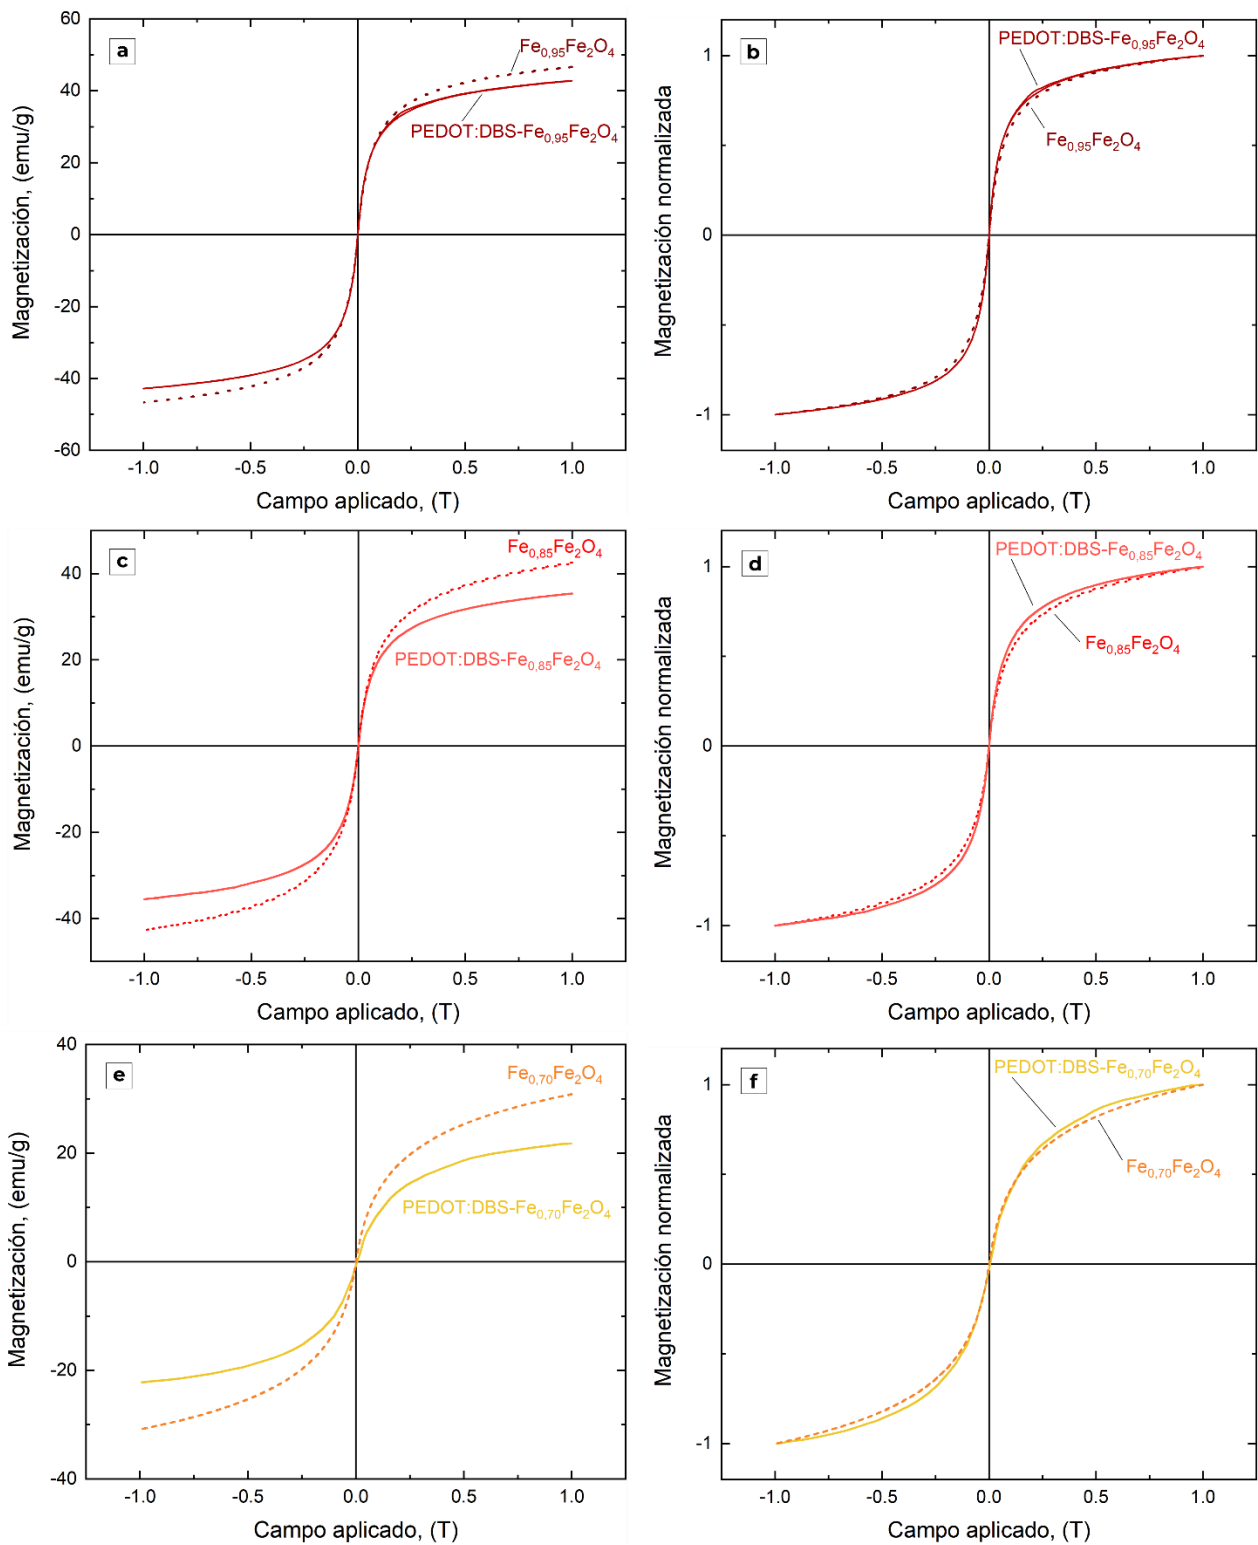 a
60
40
20
0
-20
-40
-60
-1.0
-0.5
0.0
0.5
1.0
Magnetización, (emu/g)
Campo aplicado, (T)
Fe₀,₉₅Fe₂O₄
PEDOT:DBS-Fe₀,₉₅Fe₂O₄
b
1
0
-1
-1.0
-0.5
0.0
0.5
1.0
Magnetización normalizada
Campo aplicado, (T)
PEDOT:DBS-Fe₀,₉₅Fe₂O₄
Fe₀,₉₅Fe₂O₄
c
40
20
0
-20
-40
-1.0
-0.5
0.0
0.5
1.0
Magnetización, (emu/g)
Campo aplicado, (T)
Fe₀,₈₅Fe₂O₄
PEDOT:DBS-Fe₀,₈₅Fe₂O₄
d
1
0
-1
-1.0
-0.5
0.0
0.5
1.0
Magnetización normalizada
Campo aplicado, (T)
PEDOT:DBS-Fe₀,₈₅Fe₂O₄
Fe₀,₈₅Fe₂O₄
e
40
20
0
-20
-40
-1.0
-0.5
0.0
0.5
1.0
Magnetización, (emu/g)
Campo aplicado, (T)
Fe₀,₇₀Fe₂O₄
PEDOT:DBS-Fe₀,₇₀Fe₂O₄
f
1
0
-1
-1.0
-0.5
0.0
0.5
1.0
Magnetización normalizada
Campo aplicado, (T)
PEDOT:DBS-Fe₀,₇₀Fe₂O₄
Fe₀,₇₀Fe₂O₄